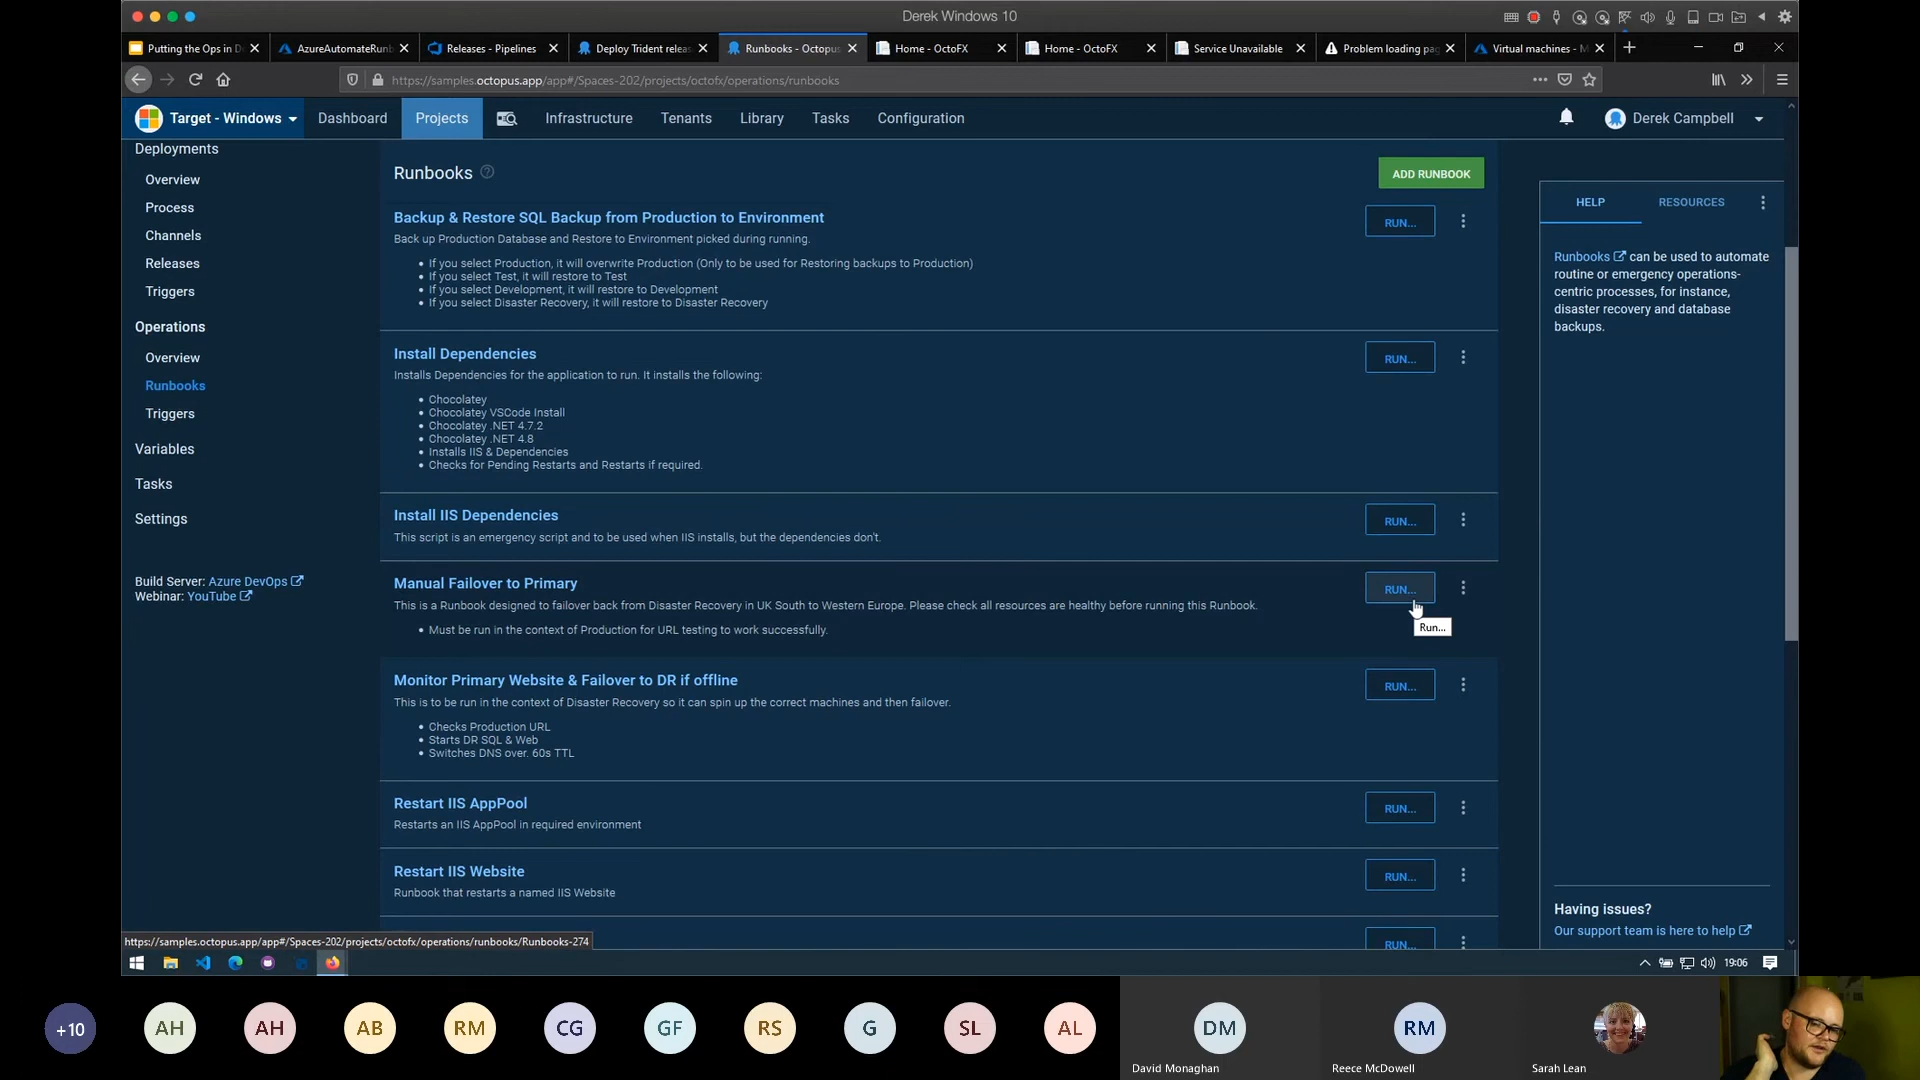 Derek Windows 10
Putting the Ops in D
AzureAutomateRunb
Releases - Pipelines
Deploy Trident releas
Runbooks - Octopus
Home - OctoFX
Home - OctoFX
Service Unavailable
Problem loading pag
Virtual machines - M
https://samples.octopus.app/app#/Spaces-202/projects/octofx/operations/runbooks
Target - Windows
Dashboard
Projects
Infrastructure
Tenants
Library
Tasks
Configuration
Derek Campbell
Deployments
Overview
Process
Channels
Releases
Triggers
Operations
Overview
Runbooks
Triggers
Variables
Tasks
Settings
Build Server: Azure DevOps
Webinar: YouTube
Runbooks
ADD RUNBOOK
Backup & Restore SQL Backup from Production to Environment
RUN...
Back up Production Database and Restore to Environment picked during running.
• If you select Production, it will overwrite Production (Only to be used for Restoring backups to Production)
• If you select Test, it will restore to Test
• If you select Development, it will restore to Development
• If you select Disaster Recovery, it will restore to Disaster Recovery
Install Dependencies
RUN...
Installs Dependencies for the application to run. It installs the following:
• Chocolatey
• Chocolatey VSCode Install
• Chocolatey .NET 4.7.2
• Chocolatey .NET 4.8
• Installs IIS & Dependencies
• Checks for Pending Restarts and Restarts if required.
Install IIS Dependencies
RUN...
This script is an emergency script and to be used when IIS installs, but the dependencies don't.
Manual Failover to Primary
RUN...
This is a Runbook designed to failover back from Disaster Recovery in UK South to Western Europe. Please check all resources are healthy before running this Runbook.
• Must be run in the context of Production for URL testing to work successfully.
Run...
Monitor Primary Website & Failover to DR if offline
RUN...
This is to be run in the context of Disaster Recovery so it can spin up the correct machines and then failover.
• Checks Production URL
• Starts DR SQL & Web
• Switches DNS over. 60s TTL
Restart IIS AppPool
RUN...
Restarts an IIS AppPool in required environment
Restart IIS Website
RUN...
Runbook that restarts a named IIS Website
RUN...
HELP
RESOURCES
Runbooks can be used to automate
routine or emergency operations-
centric processes, for instance,
disaster recovery and database
backups.
Having issues?
Our support team is here to help
https://samples.octopus.app/app#/Spaces-202/projects/octofx/operations/runbooks/Runbooks-274
19:06
+10
AH
AH
AB
RM
CG
GF
RS
G
SL
AL
DM
David Monaghan
RM
Reece McDowell
Sarah Lean